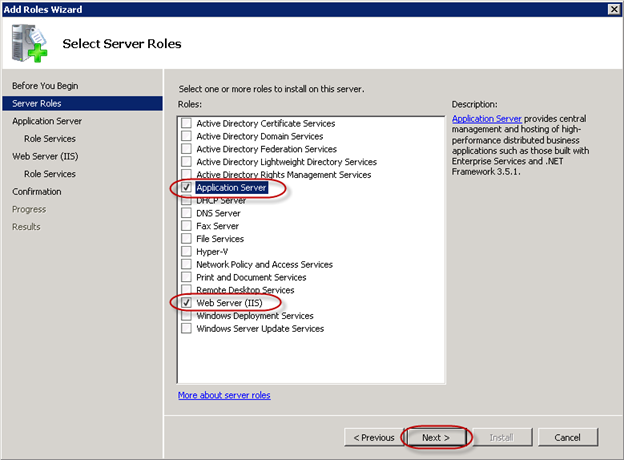 Add Roles Wizard
Select Server Roles
Before You Begin
Server Roles
Application Server
Role Services
Web Server (IIS)
Role Services
Confirmation
Progress
Results
Select one or more roles to install on this server.
Roles:
Active Directory Certificate Services
Active Directory Domain Services
Active Directory Federation Services
Active Directory Lightweight Directory Services
Active Directory Rights Management Services
Application Server
DHCP Server
DNS Server
Fax Server
File Services
Hyper-V
Network Policy and Access Services
Print and Document Services
Remote Desktop Services
Web Server (IIS)
Windows Deployment Services
Windows Server Update Services
More about server roles
Description:
Application Server provides central
management and hosting of high-
performance distributed business
applications such as those built with
Enterprise Services and .NET
Framework 3.5.1.
< Previous
Next >
Install
Cancel